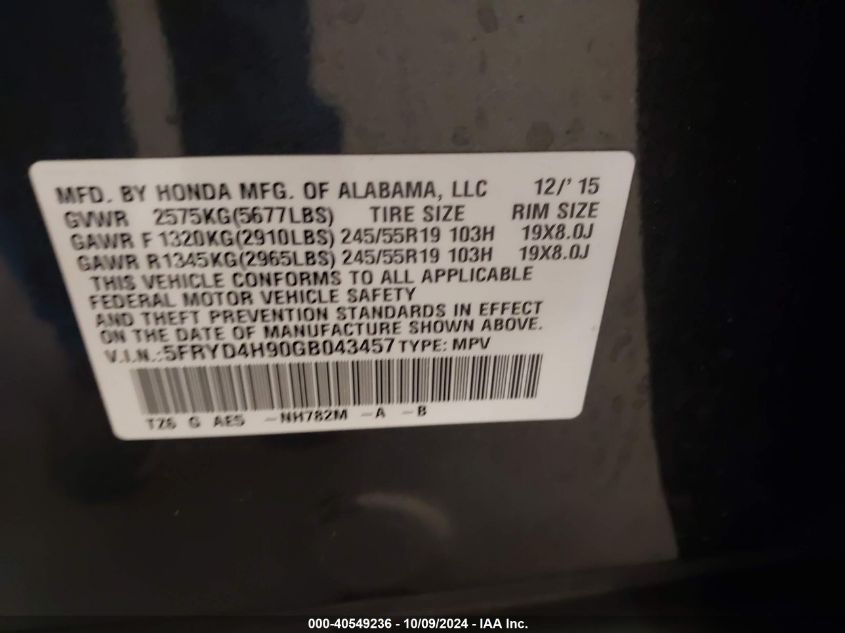 MFD. BY HONDA MFG. OF ALABAMA, LLC 12/' 15
GVWR 2575KG(5677LBS) TIRE SIZE RIM SIZE
GAWR F 1320KG(2910LBS) 245/55R19 103H 19X8.0J
GAWR R1345KG(2965LBS) 245/55R19 103H 19X8.0J
THIS VEHICLE CONFORMS TO ALL APPLICABLE
FEDERAL MOTOR VEHICLE SAFETY
AND THEFT PREVENTION STANDARDS IN EFFECT
ON THE DATE OF MANUFACTURE SHOWN ABOVE.
V.I.N.:5FRYD4H90GB043457 TYPE: MPV
TZ6 G AES -NH782M -A -B
000-40549236 - 10/09/2024 - IAA Inc.